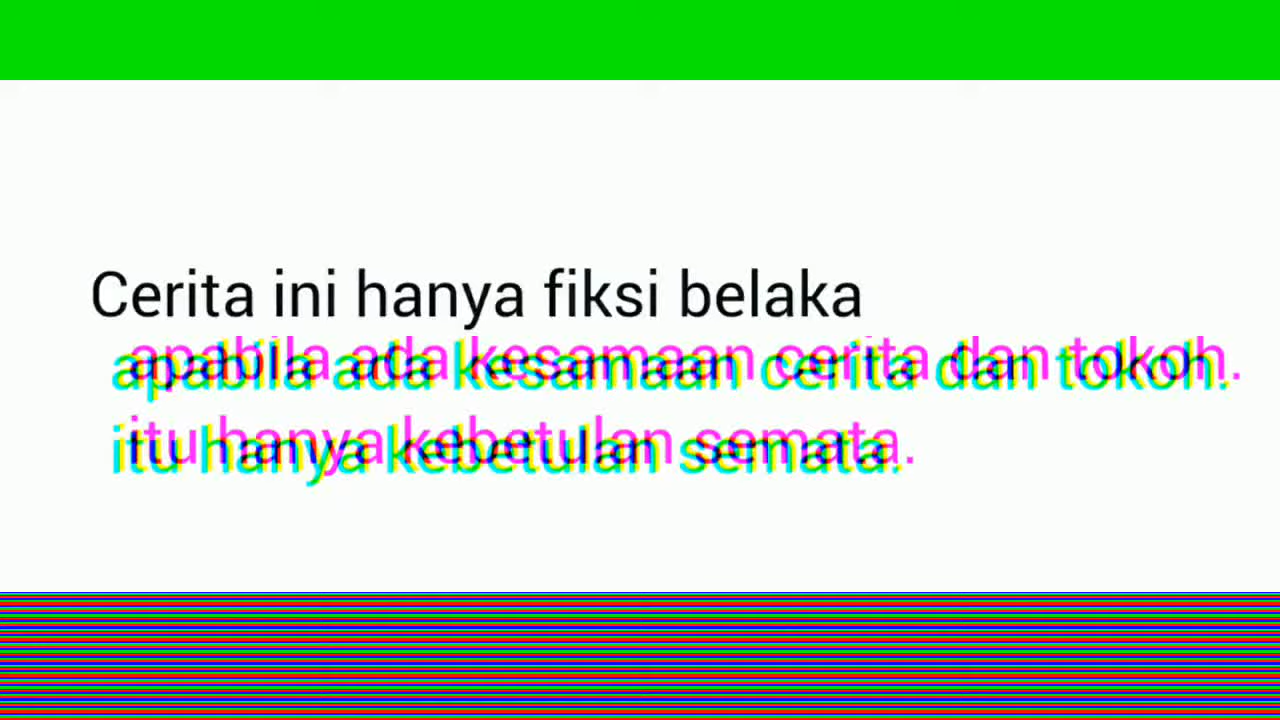 Cerita ini hanya fiksi belaka
apabila ada kesamaan cerita dan tokoh.
itu hanya kebetulan semata.